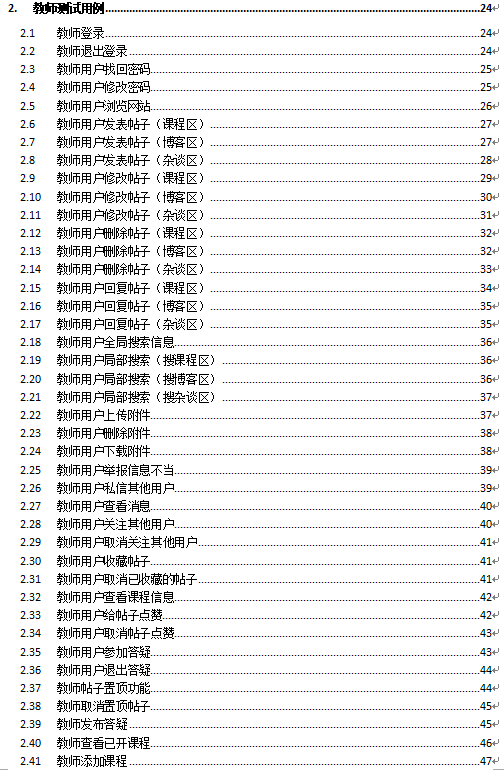 2. 教师测试用例 24
2.1 教师登录 24
2.2 教师退出登录 24
2.3 教师用户找回密码 25
2.4 教师用户修改密码 25
2.5 教师用户浏览网站 26
2.6 教师用户发表帖子（课程区） 27
2.7 教师用户发表帖子（博客区） 27
2.8 教师用户发表帖子（杂谈区） 28
2.9 教师用户修改帖子（课程区） 29
2.10 教师用户修改帖子（博客区） 30
2.11 教师用户修改帖子（杂谈区） 31
2.12 教师用户删除帖子（课程区） 32
2.13 教师用户删除帖子（博客区） 32
2.14 教师用户删除帖子（杂谈区） 33
2.15 教师用户回复帖子（课程区） 34
2.16 教师用户回复帖子（博客区） 35
2.17 教师用户回复帖子（杂谈区） 35
2.18 教师用户全局搜索信息 36
2.19 教师用户局部搜索（搜课程区） 36
2.20 教师用户局部搜索（搜博客区） 36
2.21 教师用户局部搜索（搜杂谈区） 37
2.22 教师用户上传附件 37
2.23 教师用户删除附件 38
2.24 教师用户下载附件 38
2.25 教师用户举报信息不当 39
2.26 教师用户私信其他用户 39
2.27 教师用户查看消息 40
2.28 教师用户关注其他用户 40
2.29 教师用户取消关注其他用户 41
2.30 教师用户收藏帖子 41
2.31 教师用户取消已收藏的帖子 41
2.32 教师用户查看课程信息 42
2.33 教师用户给帖子点赞 42
2.34 教师用户取消帖子点赞 43
2.35 教师用户参加答疑 43
2.36 教师用户退出答疑 44
2.37 教师帖子置顶功能 44
2.38 教师取消置顶帖子 45
2.39 教师发布答疑 45
2.40 教师查看已开课程 46
2.41 教师添加课程 47